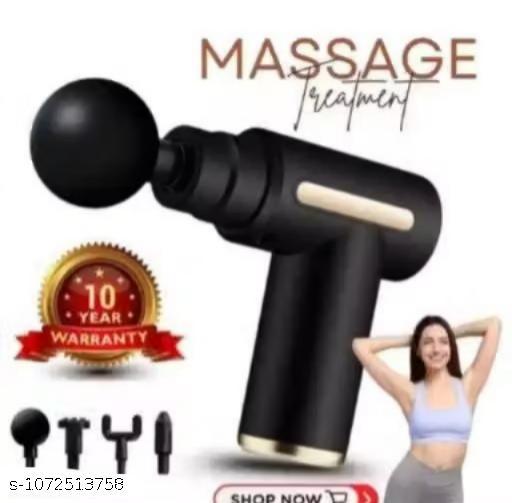 MASSAGE
Treatment
10
YEAR
WARRANTY
s-1072513758
SHOP NOW